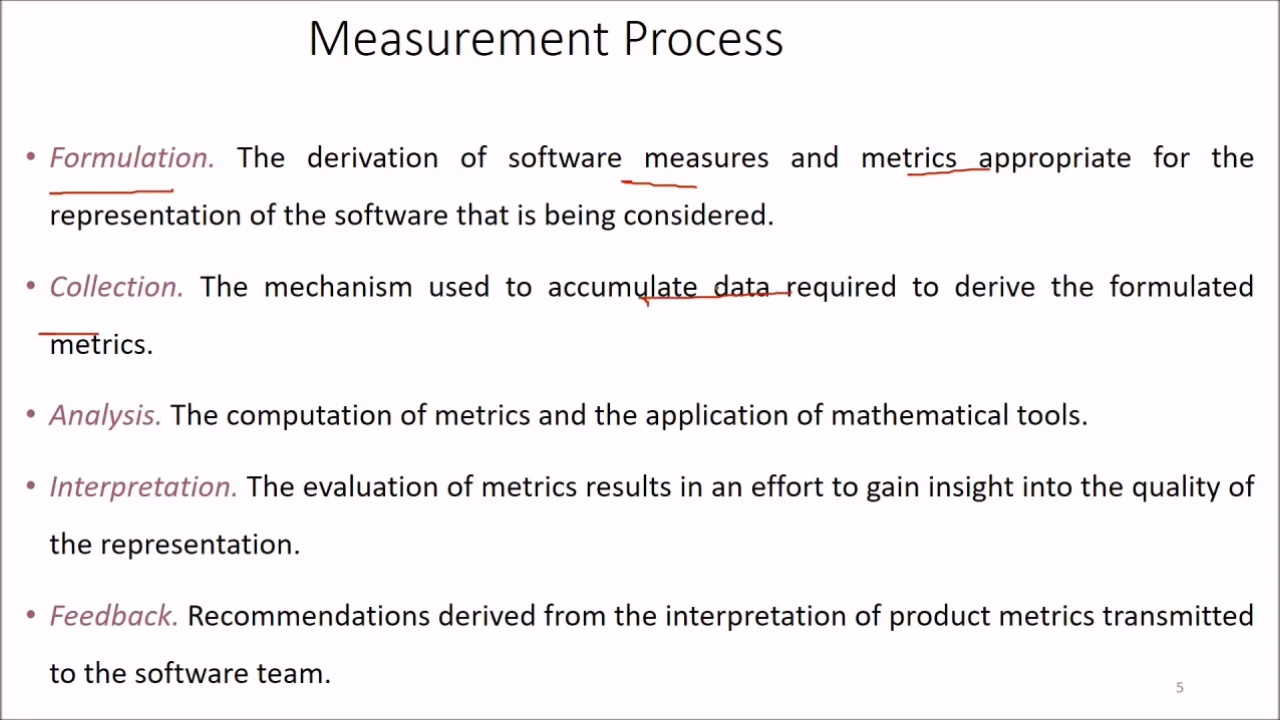 Measurement Process
• Formulation. The derivation of software measures and metrics appropriate for the
representation of the software that is being considered.
• Collection. The mechanism used to accumulate data required to derive the formulated
metrics.
• Analysis. The computation of metrics and the application of mathematical tools.
• Interpretation. The evaluation of metrics results in an effort to gain insight into the quality of
the representation.
• Feedback. Recommendations derived from the interpretation of product metrics transmitted
to the software team.
5